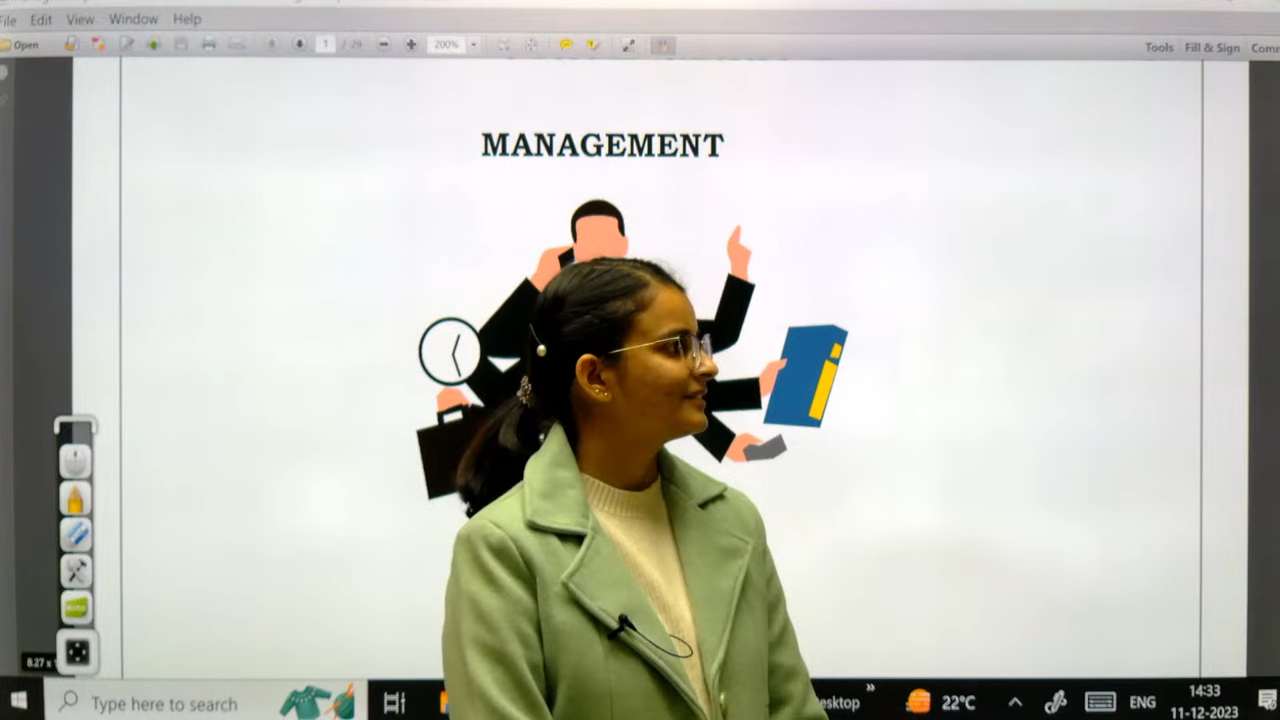 File Edit View Window Help
Open 1 / 29 200% Tools Fill & Sign
MANAGEMENT
8.27 x
Type here to search 22°C ENG 14:33
11-12-2023